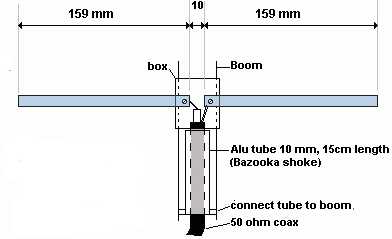 159 mm 10 159 mm
box Boom
Alu tube 10 mm, 15cm length
(Bazooka shoke)
connect tube to boom.
50 ohm coax